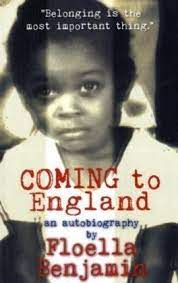 "Belonging is the
most important thing."
COMING to
England
an autobiography
by
Floella
Benjamin